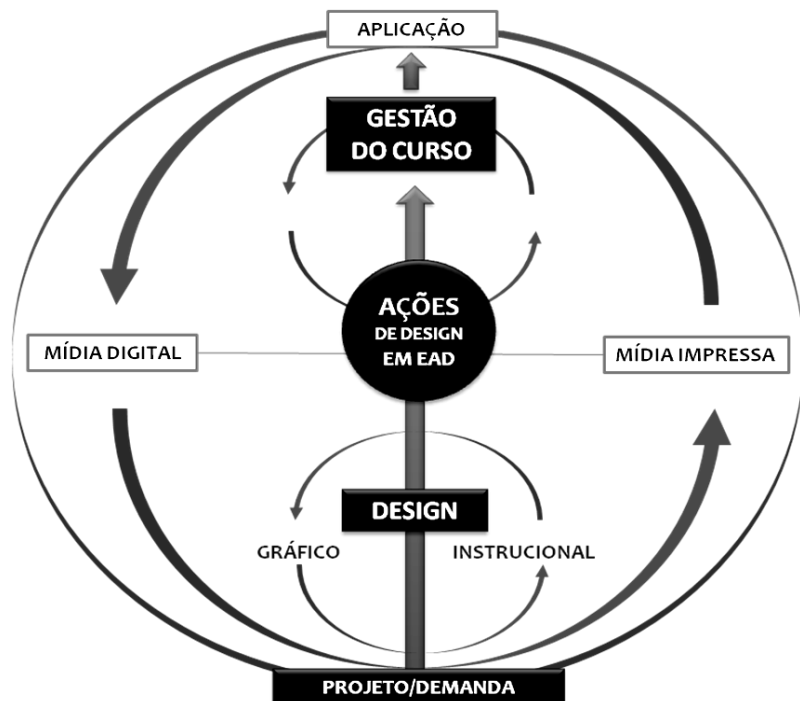 APLICAÇÃO
GESTÃO
DO CURSO
AÇÕES
DE DESIGN
EM EAD
MÍDIA DIGITAL
MÍDIA IMPRESSA
DESIGN
GRÁFICO
INSTRUCIONAL
PROJETO/DEMANDA